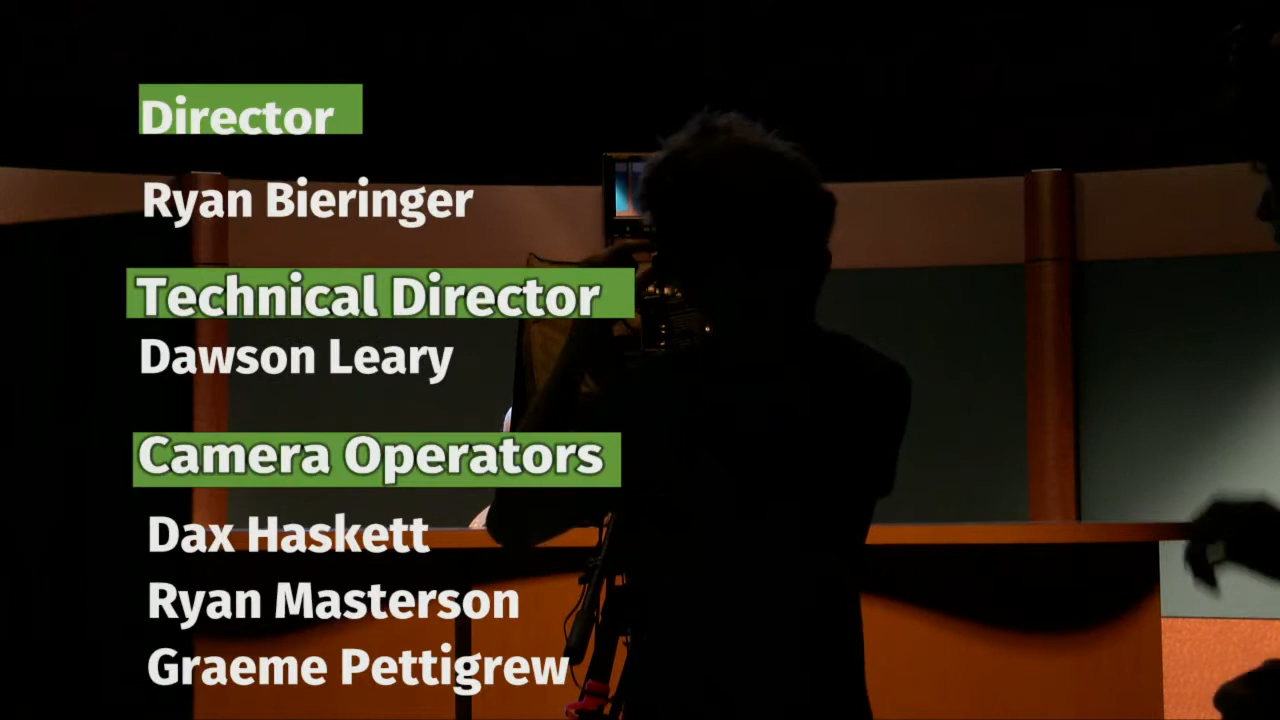 Director
Ryan Bieringer
Technical Director
Dawson Leary
Camera Operators
Dax Haskett
Ryan Masterson
Graeme Pettigrew